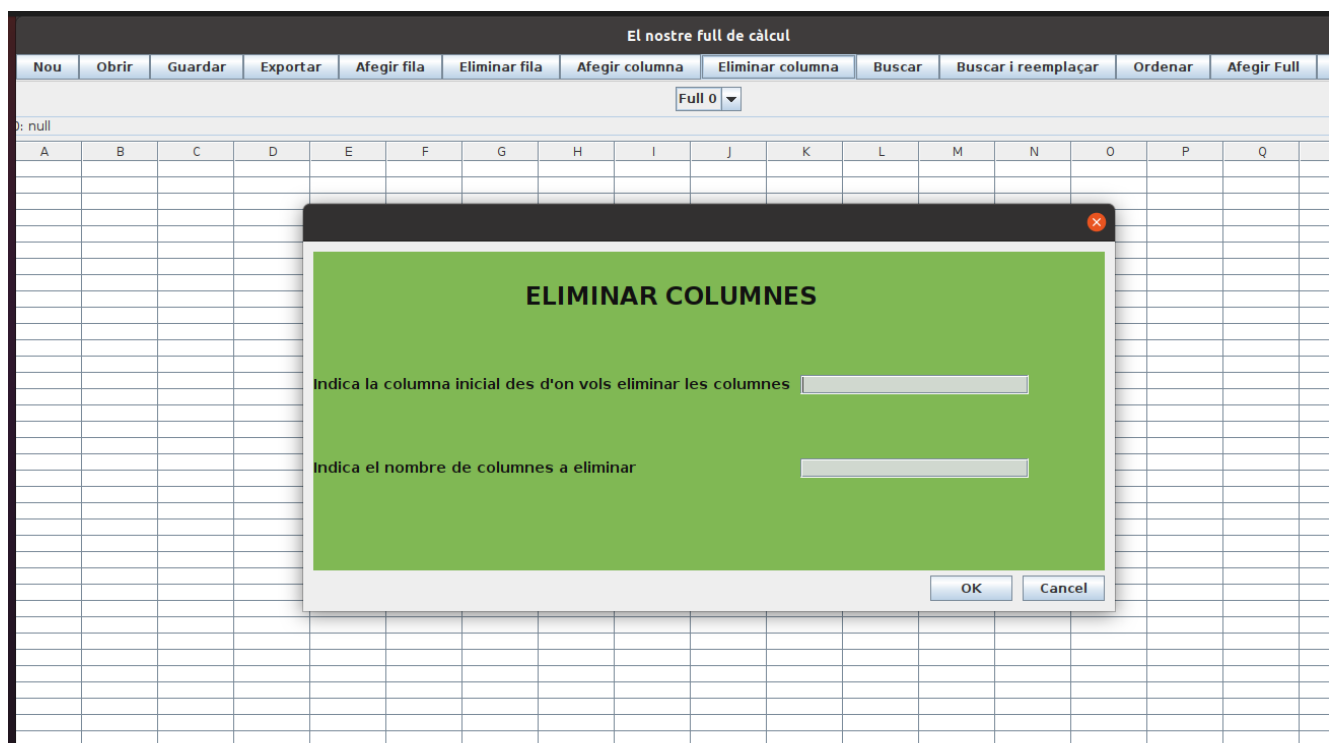 El nostre full de càlcul
Nou Obrir Guardar Exportar Afegir fila Eliminar fila Afegir columna Eliminar columna Buscar Buscar i reemplaçar Ordenar Afegir Full
Full 0
0: null
A B C D E F G H I J K L M N O P Q
ELIMINAR COLUMNES
Indica la columna inicial des d'on vols eliminar les columnes
Indica el nombre de columnes a eliminar
OK Cancel